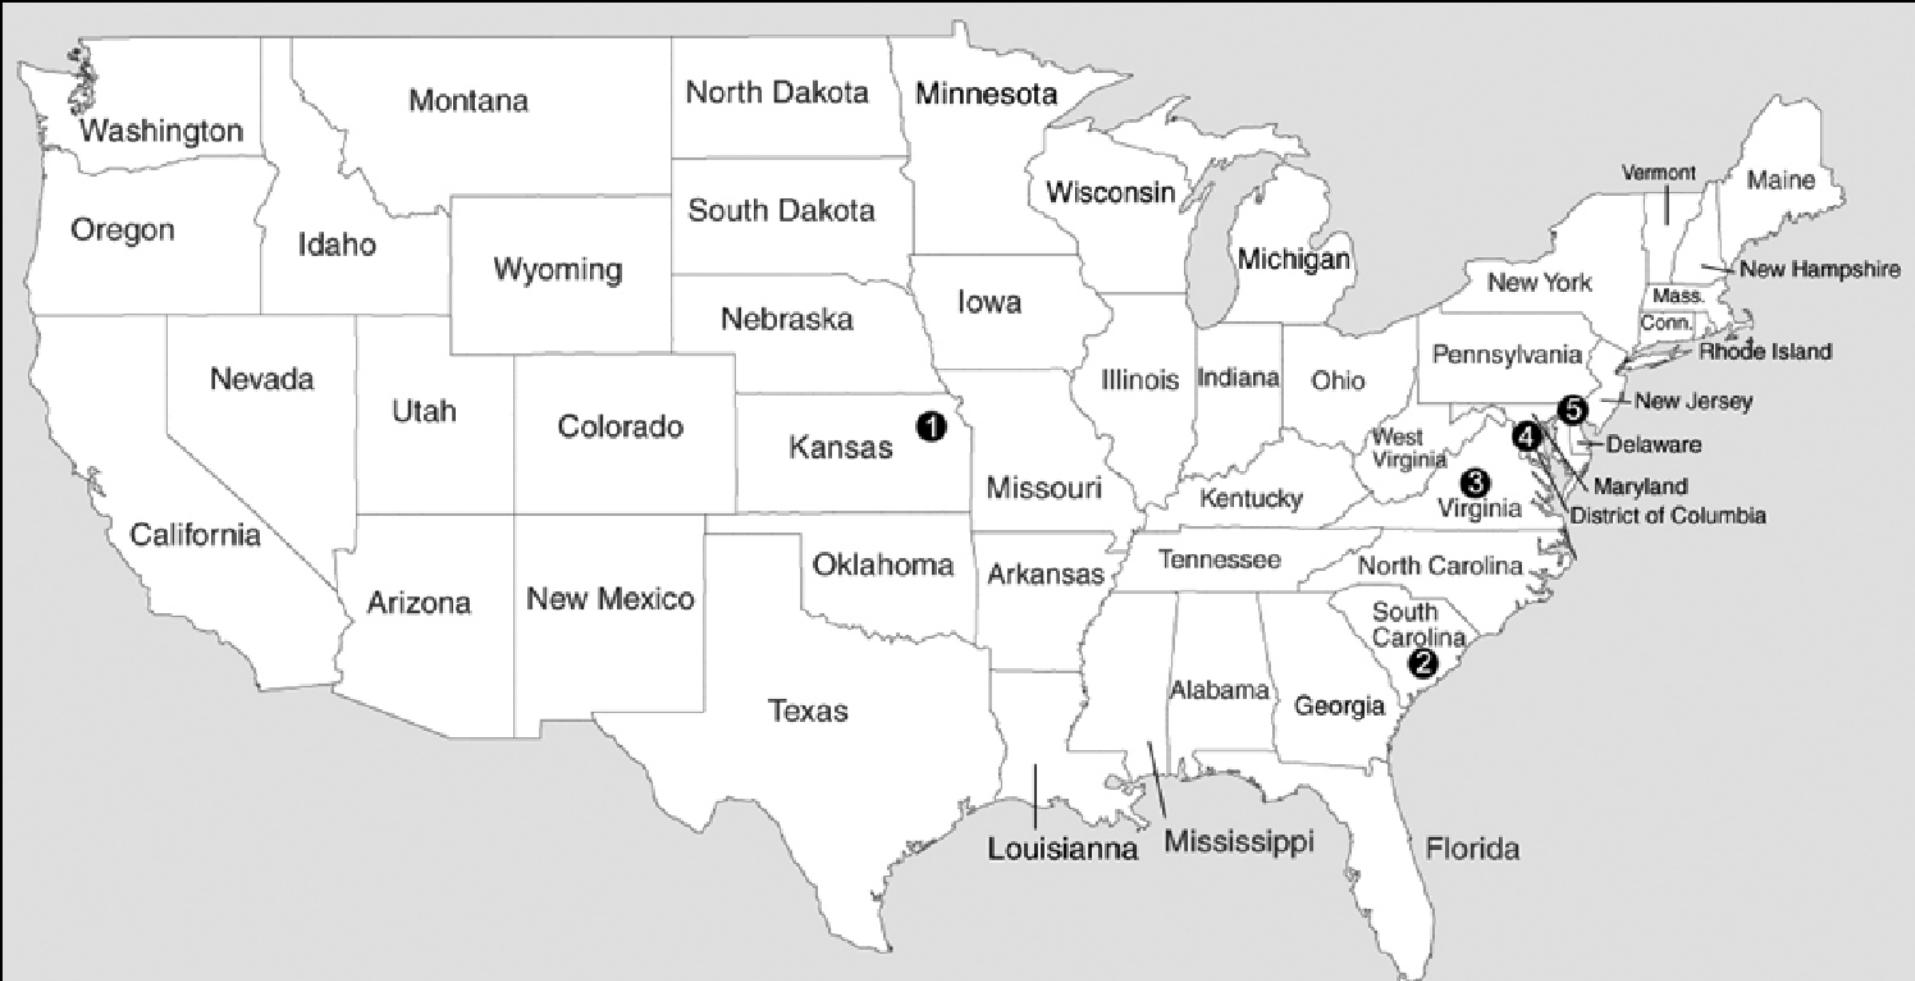 Washington
Montana
North Dakota
Minnesota
Oregon
Idaho
Wyoming
South Dakota
Wisconsin
Michigan
Vermont
Maine
New Hampshire
New York
Mass.
Conn.
Rhode Island
Nevada
Utah
Colorado
Nebraska
Iowa
Illinois
Indiana
Ohio
Pennsylvania
New Jersey
5
4
Delaware
Maryland
District of Columbia
California
Kansas
1
Missouri
Kentucky
West
Virginia
3
Virginia
Arizona
New Mexico
Oklahoma
Arkansas
Tennessee
North Carolina
South
Carolina
2
Texas
Alabama
Georgia
Louisianna
Mississippi
Florida